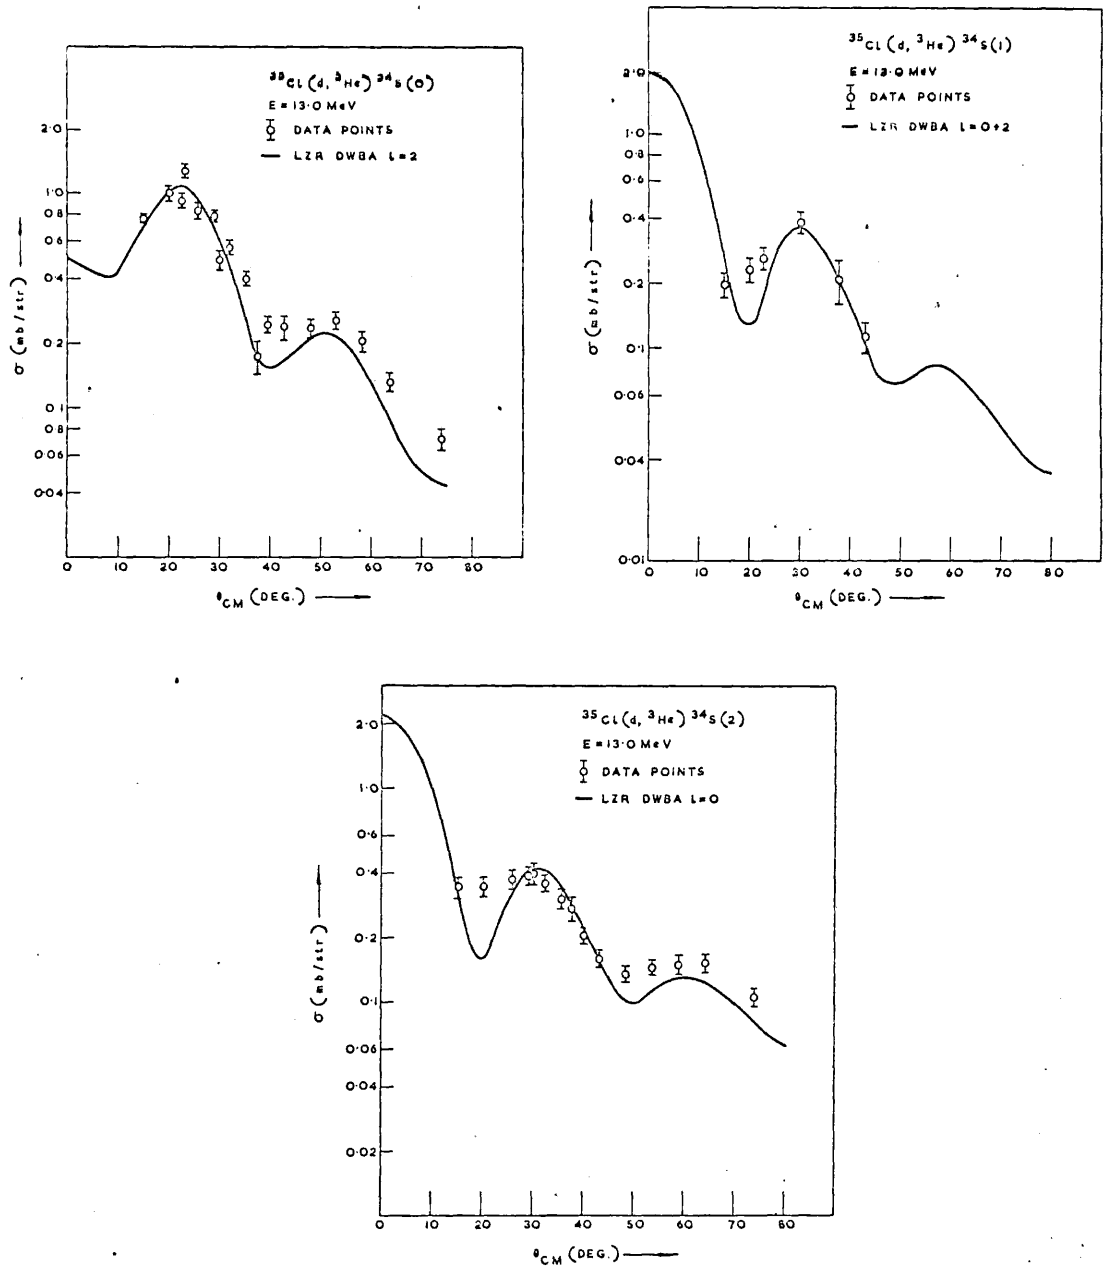 ³⁵Cl(d, ³He)³⁴S(0)
E = 13·0 MeV
DATA POINTS
LZR DWBA l=2
2·0
1·0
0·8
0·6
0·4
0·2
0·1
0·8
0·06
0·04
σ (mb/str)
0 10 20 30 40 50 60 70 80
θCM (DEG.)
³⁵Cl(d, ³He)³⁴S(1)
E = 13·0 MeV
DATA POINTS
LZR DWBA l=0+2
2·0
1·0
0·8
0·6
0·4
0·2
0·1
0·06
0·04
0·01
σ (mb/str)
0 10 20 30 40 50 60 70 80
θCM (DEG.)
³⁵Cl(d, ³He)³⁴S(2)
E = 13·0 MeV
DATA POINTS
LZR DWBA l=0
2·0
1·0
0·6
0·4
0·2
0·1
0·06
0·04
0·02
σ (mb/str)
0 10 20 30 40 50 60 70 80
θCM (DEG.)